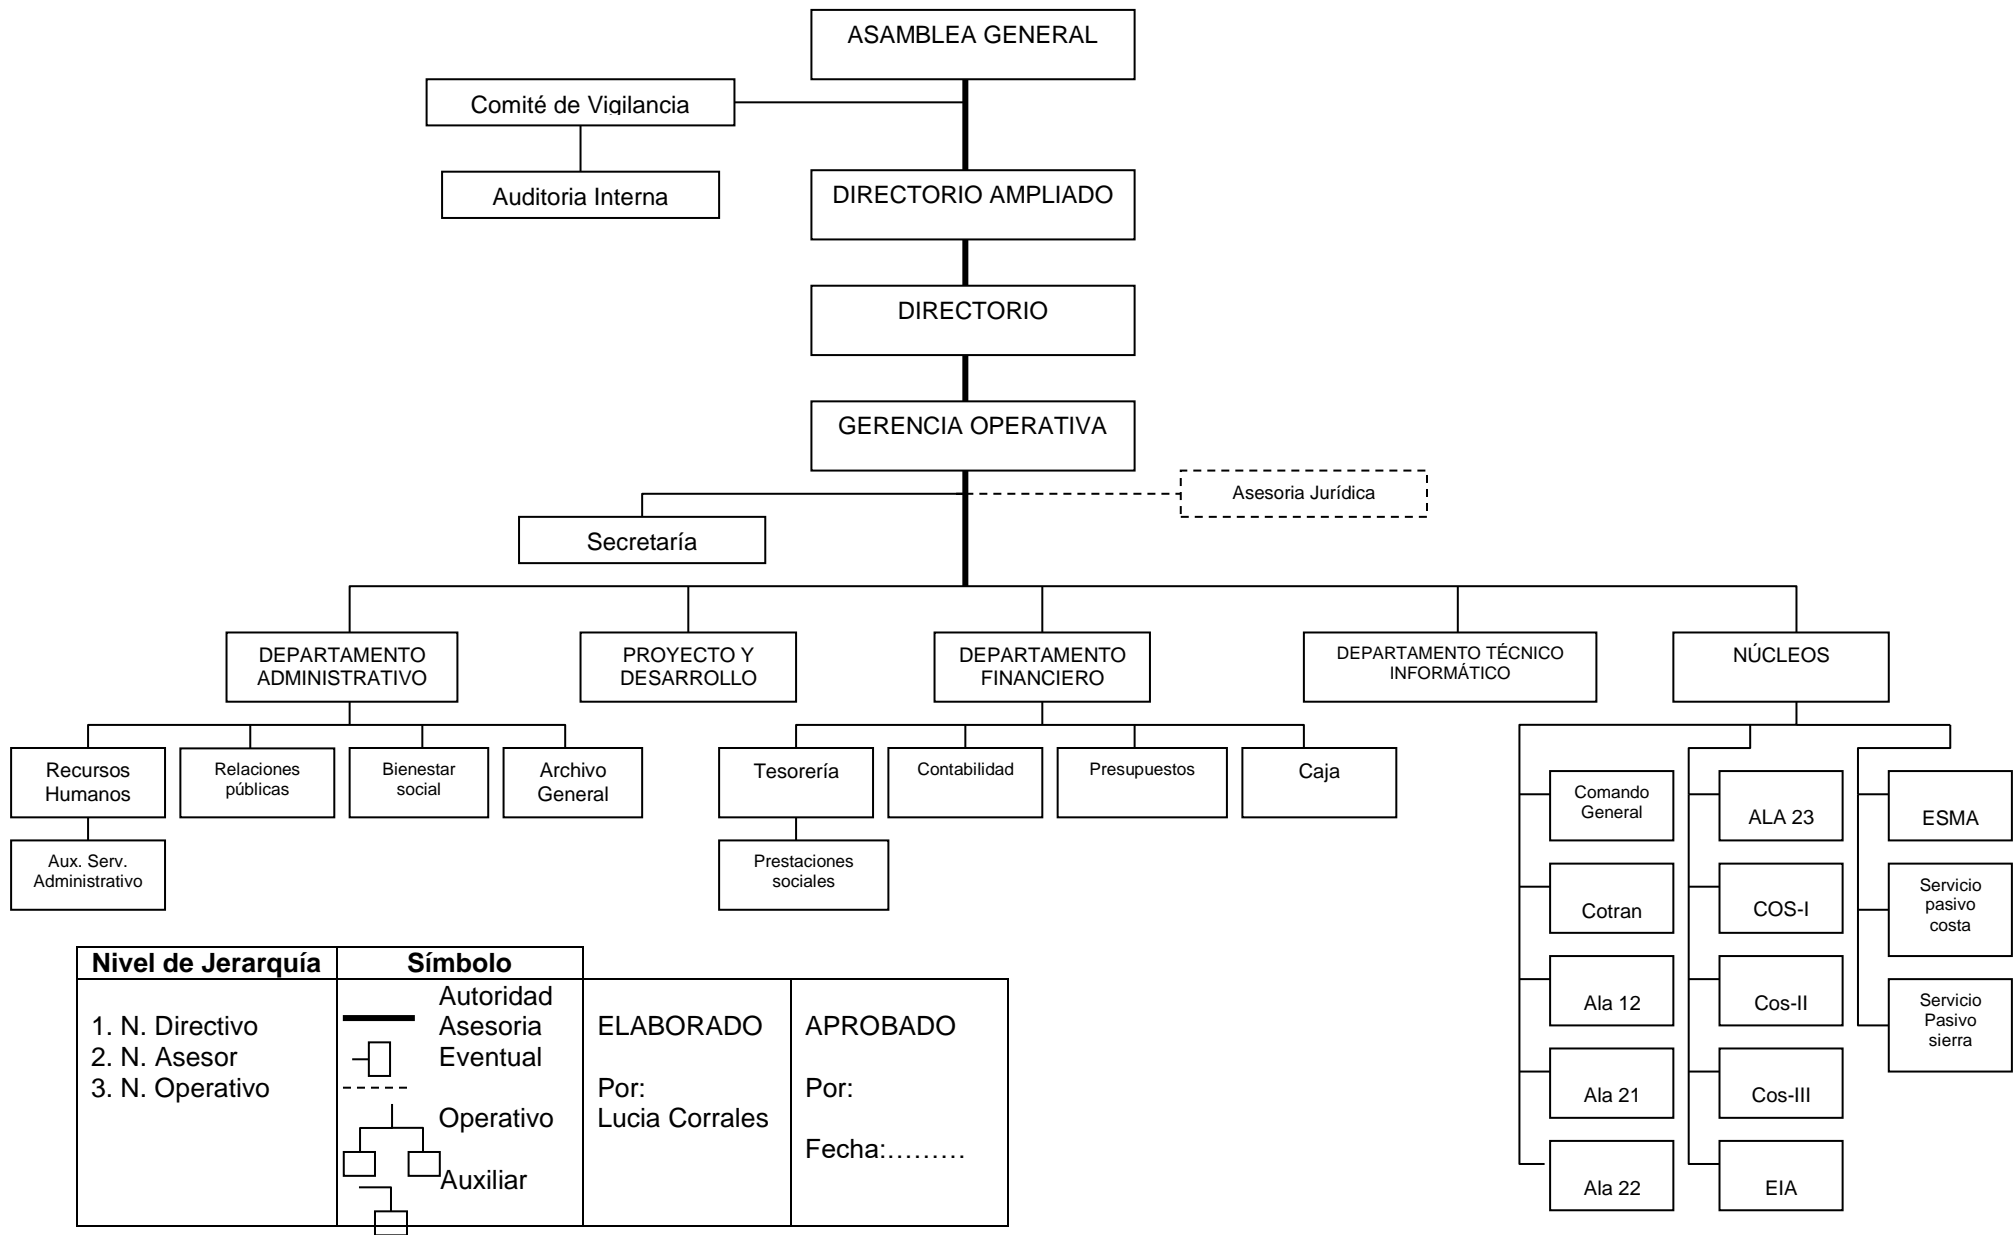 ASAMBLEA GENERAL
Comité de Vigilancia
Auditoria Interna
DIRECTORIO AMPLIADO
DIRECTORIO
GERENCIA OPERATIVA
Asesoria Jurídica
Secretaría
DEPARTAMENTO
ADMINISTRATIVO
PROYECTO Y
DESARROLLO
DEPARTAMENTO
FINANCIERO
DEPARTAMENTO TÉCNICO
INFORMÁTICO
NÚCLEOS
Recursos
Humanos
Relaciones
públicas
Bienestar
social
Archivo
General
Tesorería
Contabilidad
Presupuestos
Caja
Aux. Serv.
Administrativo
Prestaciones
sociales
Comando
General
Cotran
Ala 12
Ala 21
Ala 22
ALA 23
COS-I
Cos-II
Cos-III
EIA
ESMA
Servicio
pasivo
costa
Servicio
Pasivo
sierra
Nivel de Jerarquía
1. N. Directivo
2. N. Asesor
3. N. Operativo
Símbolo
Autoridad
Asesoria
Eventual
Operativo
Auxiliar
ELABORADO
Por:
Lucia Corrales
APROBADO
Por:
Fecha:.........